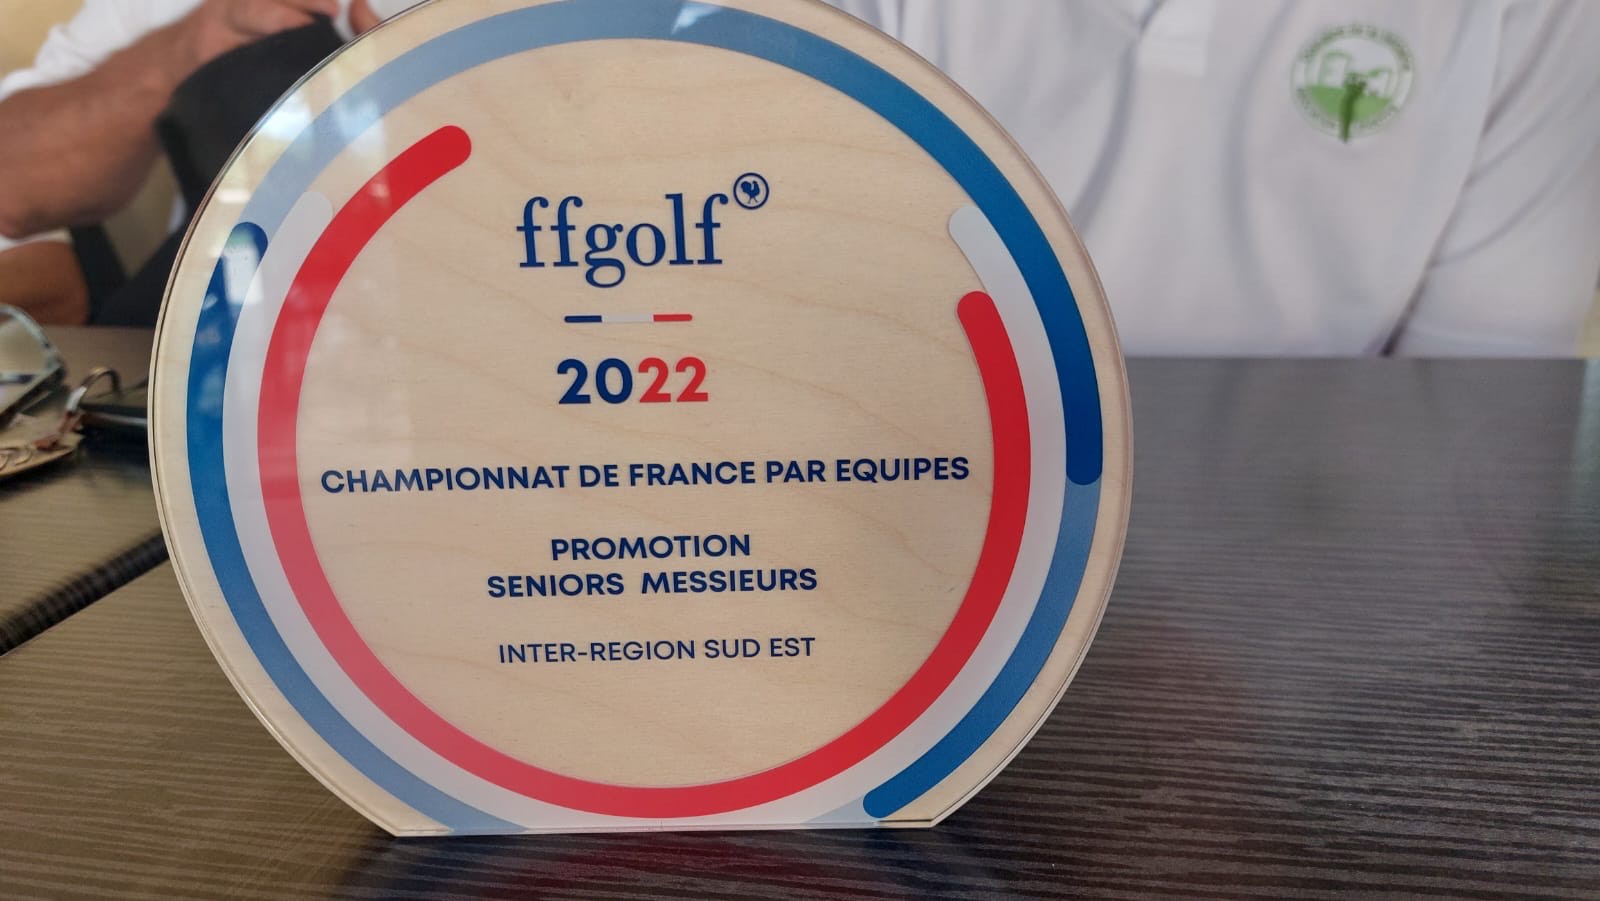 ffgolf
2022
CHAMPIONNAT DE FRANCE PAR EQUIPES
PROMOTION
SENIORS MESSIEURS
INTER-REGION SUD EST